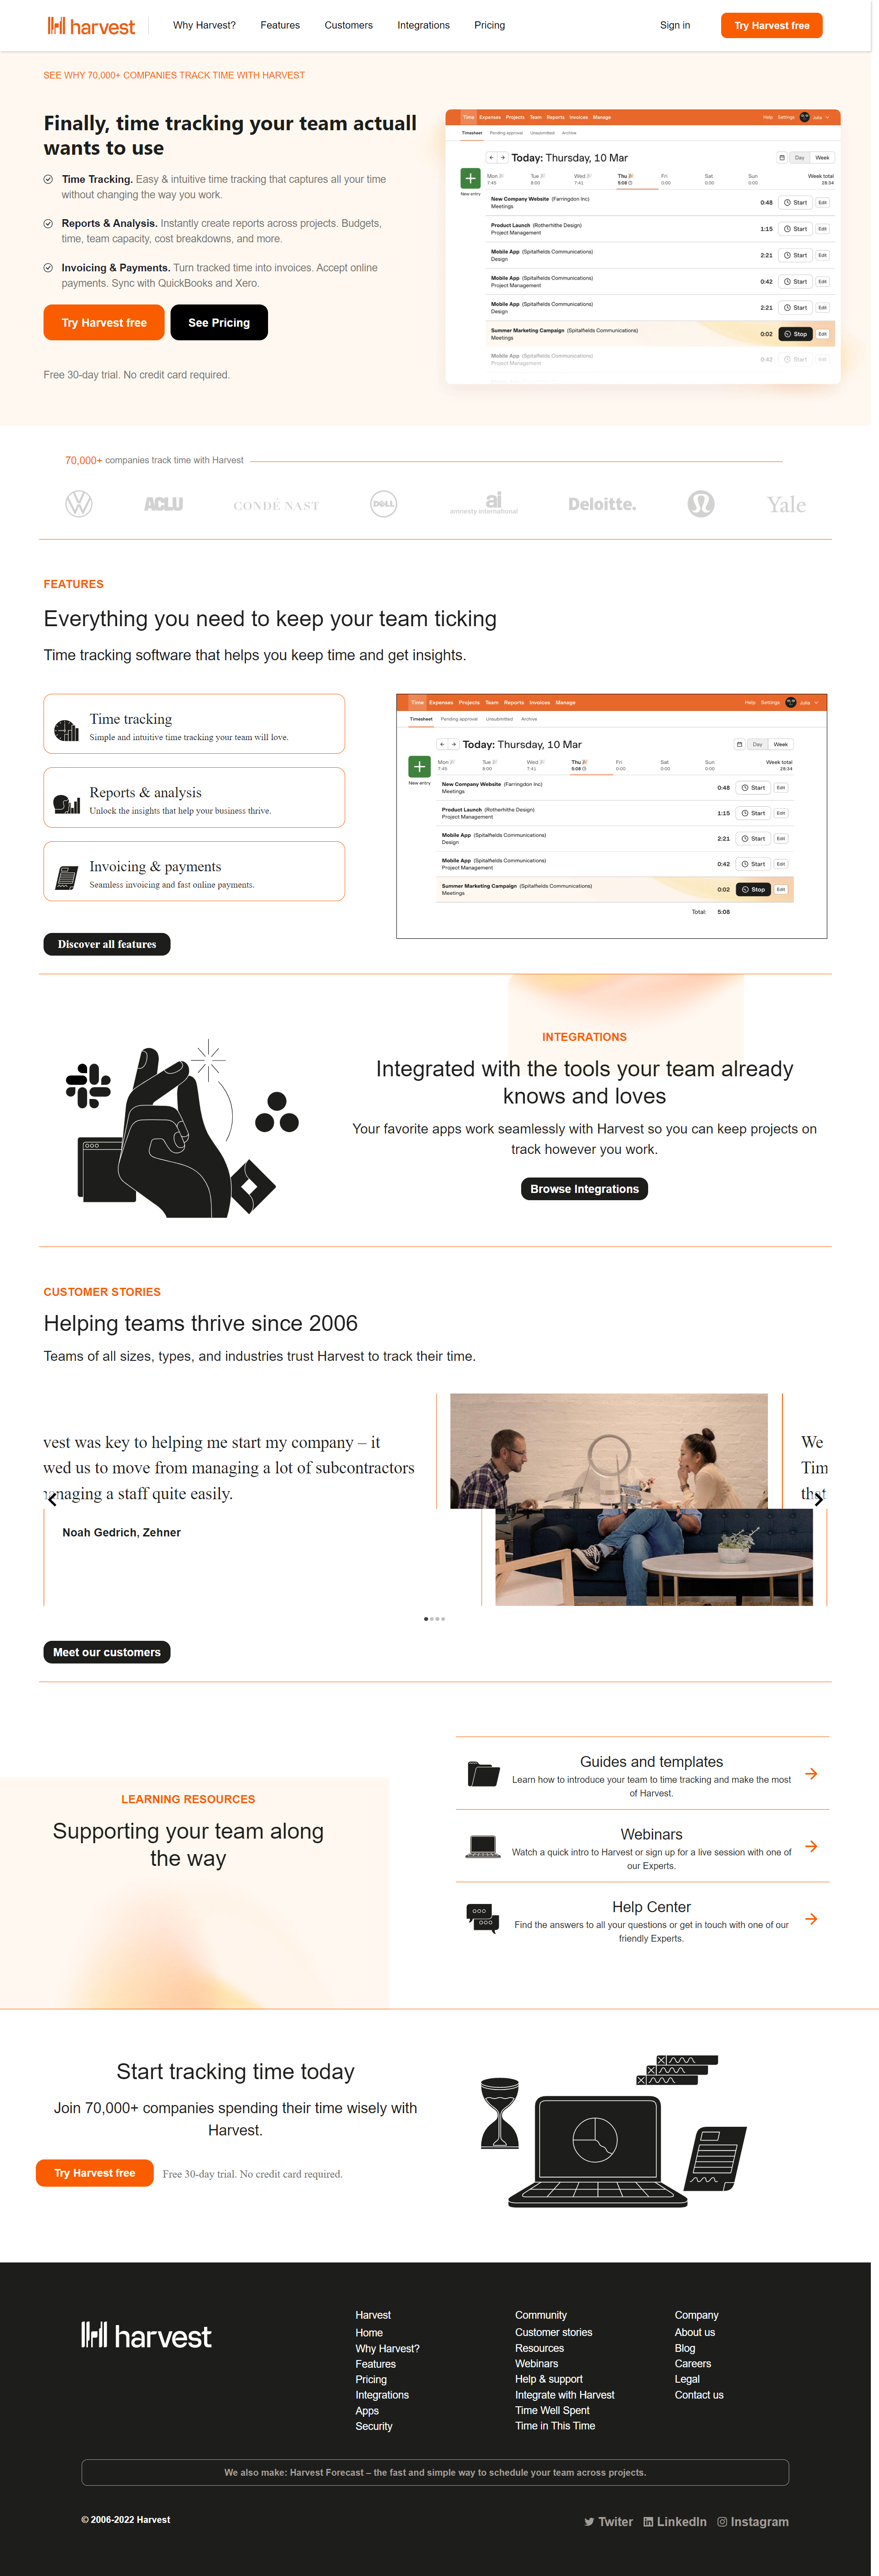 harvest
Why Harvest?
Features
Customers
Integrations
Pricing
Sign in
Try Harvest free
SEE WHY 70,000+ COMPANIES TRACK TIME WITH HARVEST
Finally, time tracking your team actuall
wants to use
Time Tracking. Easy & intuitive time tracking that captures all your time
without changing the way you work.
Reports & Analysis. Instantly create reports across projects. Budgets,
time, team capacity, cost breakdowns, and more.
Invoicing & Payments. Turn tracked time into invoices. Accept online
payments. Sync with QuickBooks and Xero.
Try Harvest free
See Pricing
Free 30-day trial. No credit card required.
Time Expenses Projects Team Reports Invoices Manage Help Settings Julia
Timesheet Pending approval Unsubmitted Archive
Today: Thursday, 10 Mar Day Week
New entry
Mon Tue Wed Thu Fri Sat Sun Week total
7:45 8:00 7:41 5:08 0:00 0:00 0:00 28:34
New Company Website (Farringdon Inc) 0:48 Start Edit
Meetings
Product Launch (Rotherhithe Design) 1:15 Start Edit
Project Management
Mobile App (Spitalfields Communications) 2:21 Start Edit
Design
Mobile App (Spitalfields Communications) 0:42 Start Edit
Project Management
Mobile App (Spitalfields Communications) 2:21 Start Edit
Design
Summer Marketing Campaign (Spitalfields Communications) 0:02 Stop Edit
Meetings
Mobile App (Spitalfields Communications) 0:42 Start Edit
Project Management
70,000+ companies track time with Harvest
ACLU
CONDÉ NAST
DELL
ai
amnesty international
Deloitte.
Yale
FEATURES
Everything you need to keep your team ticking
Time tracking software that helps you keep time and get insights.
Time tracking
Simple and intuitive time tracking your team will love.
Reports & analysis
Unlock the insights that help your business thrive.
Invoicing & payments
Seamless invoicing and fast online payments.
Discover all features
Time Expenses Projects Team Reports Invoices Manage Help Settings Julia
Timesheet Pending approval Unsubmitted Archive
Today: Thursday, 10 Mar Day Week
New entry
Mon Tue Wed Thu Fri Sat Sun Week total
7:45 8:00 7:41 5:08 0:00 0:00 0:00 28:34
New Company Website (Farringdon Inc) 0:48 Start Edit
Meetings
Product Launch (Rotherhithe Design) 1:15 Start Edit
Project Management
Mobile App (Spitalfields Communications) 2:21 Start Edit
Design
Mobile App (Spitalfields Communications) 0:42 Start Edit
Project Management
Summer Marketing Campaign (Spitalfields Communications) 0:02 Stop Edit
Meetings
Total: 5:08
INTEGRATIONS
Integrated with the tools your team already
knows and loves
Your favorite apps work seamlessly with Harvest so you can keep projects on
track however you work.
Browse Integrations
CUSTOMER STORIES
Helping teams thrive since 2006
Teams of all sizes, types, and industries trust Harvest to track their time.
vest was key to helping me start my company – it
wed us to move from managing a lot of subcontractors
naging a staff quite easily.
Noah Gedrich, Zehner
We
Tim
that
Meet our customers
LEARNING RESOURCES
Supporting your team along
the way
Guides and templates
Learn how to introduce your team to time tracking and make the most
of Harvest.
Webinars
Watch a quick intro to Harvest or sign up for a live session with one of
our Experts.
Help Center
Find the answers to all your questions or get in touch with one of our
friendly Experts.
Start tracking time today
Join 70,000+ companies spending their time wisely with
Harvest.
Try Harvest free
Free 30-day trial. No credit card required.
harvest
Harvest
Home
Why Harvest?
Features
Pricing
Integrations
Apps
Security
Community
Customer stories
Resources
Webinars
Help & support
Integrate with Harvest
Time Well Spent
Time in This Time
Company
About us
Blog
Careers
Legal
Contact us
We also make: Harvest Forecast – the fast and simple way to schedule your team across projects.
© 2006-2022 Harvest
Twiter
LinkedIn
Instagram